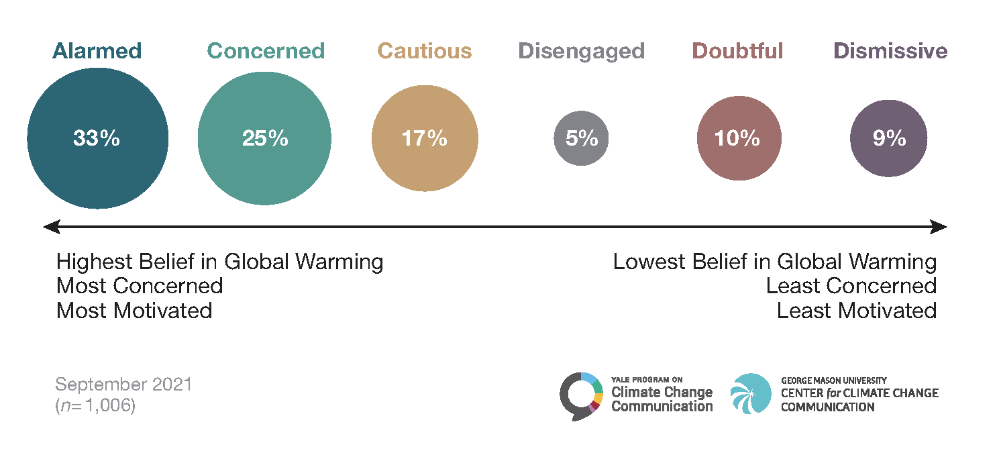 Alarmed Concerned Cautious Disengaged Doubtful Dismissive
33% 25% 17% 5% 10% 9%
Highest Belief in Global Warming
Most Concerned
Most Motivated
Lowest Belief in Global Warming
Least Concerned
Least Motivated
September 2021
(n= 1,006)
YALE PROGRAM ON
Climate Change
Communication
GEORGE MASON UNIVERSITY
CENTER for CLIMATE CHANGE
COMMUNICATION